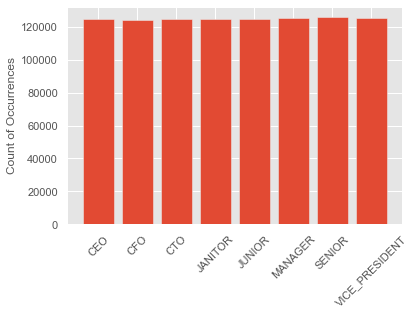 Count of Occurrences
120000
100000
80000
60000
40000
20000
0
CEO
CFO
CTO
JANITOR
JUNIOR
MANAGER
SENIOR
VICE_PRESIDENT